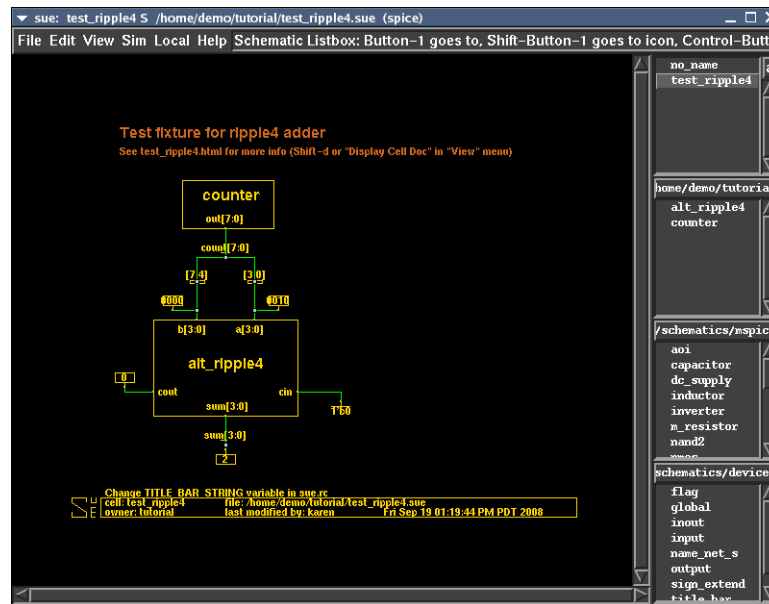 sue: test_ripple4 S /home/demo/tutorial/test_ripple4.sue (spice)
File Edit View Sim Local Help Schematic Listbox: Button-1 goes to, Shift-Button-1 goes to icon, Control-Butt
no_name
test_ripple4
Test fixture for ripple4 adder
See test_ripple4.html for more info (Shift-d or "Display Cell Doc" in "View" menu)
counter
out[7:0]
count[7:0]
[7:4] [3:0]
0000 0010
b[3:0] a[3:0]
alt_ripple4
0
cout cin
1'b0
sum[3:0]
sum[3:0]
2
Change TITLE_BAR_STRING variable in sue.rc
S U E
cell: test_ripple4 file: /home/demo/tutorial/test_ripple4.sue
owner: tutorial last modified by: karen Fri Sep 19 01:19:44 PM PDT 2008
home/demo/tutoria
alt_ripple4
counter
/schematics/mspic
aoi
capacitor
dc_supply
inductor
inverter
m_resistor
nand2
schematics/device
flag
global
inout
input
name_net_s
output
sign_extend
title_bar